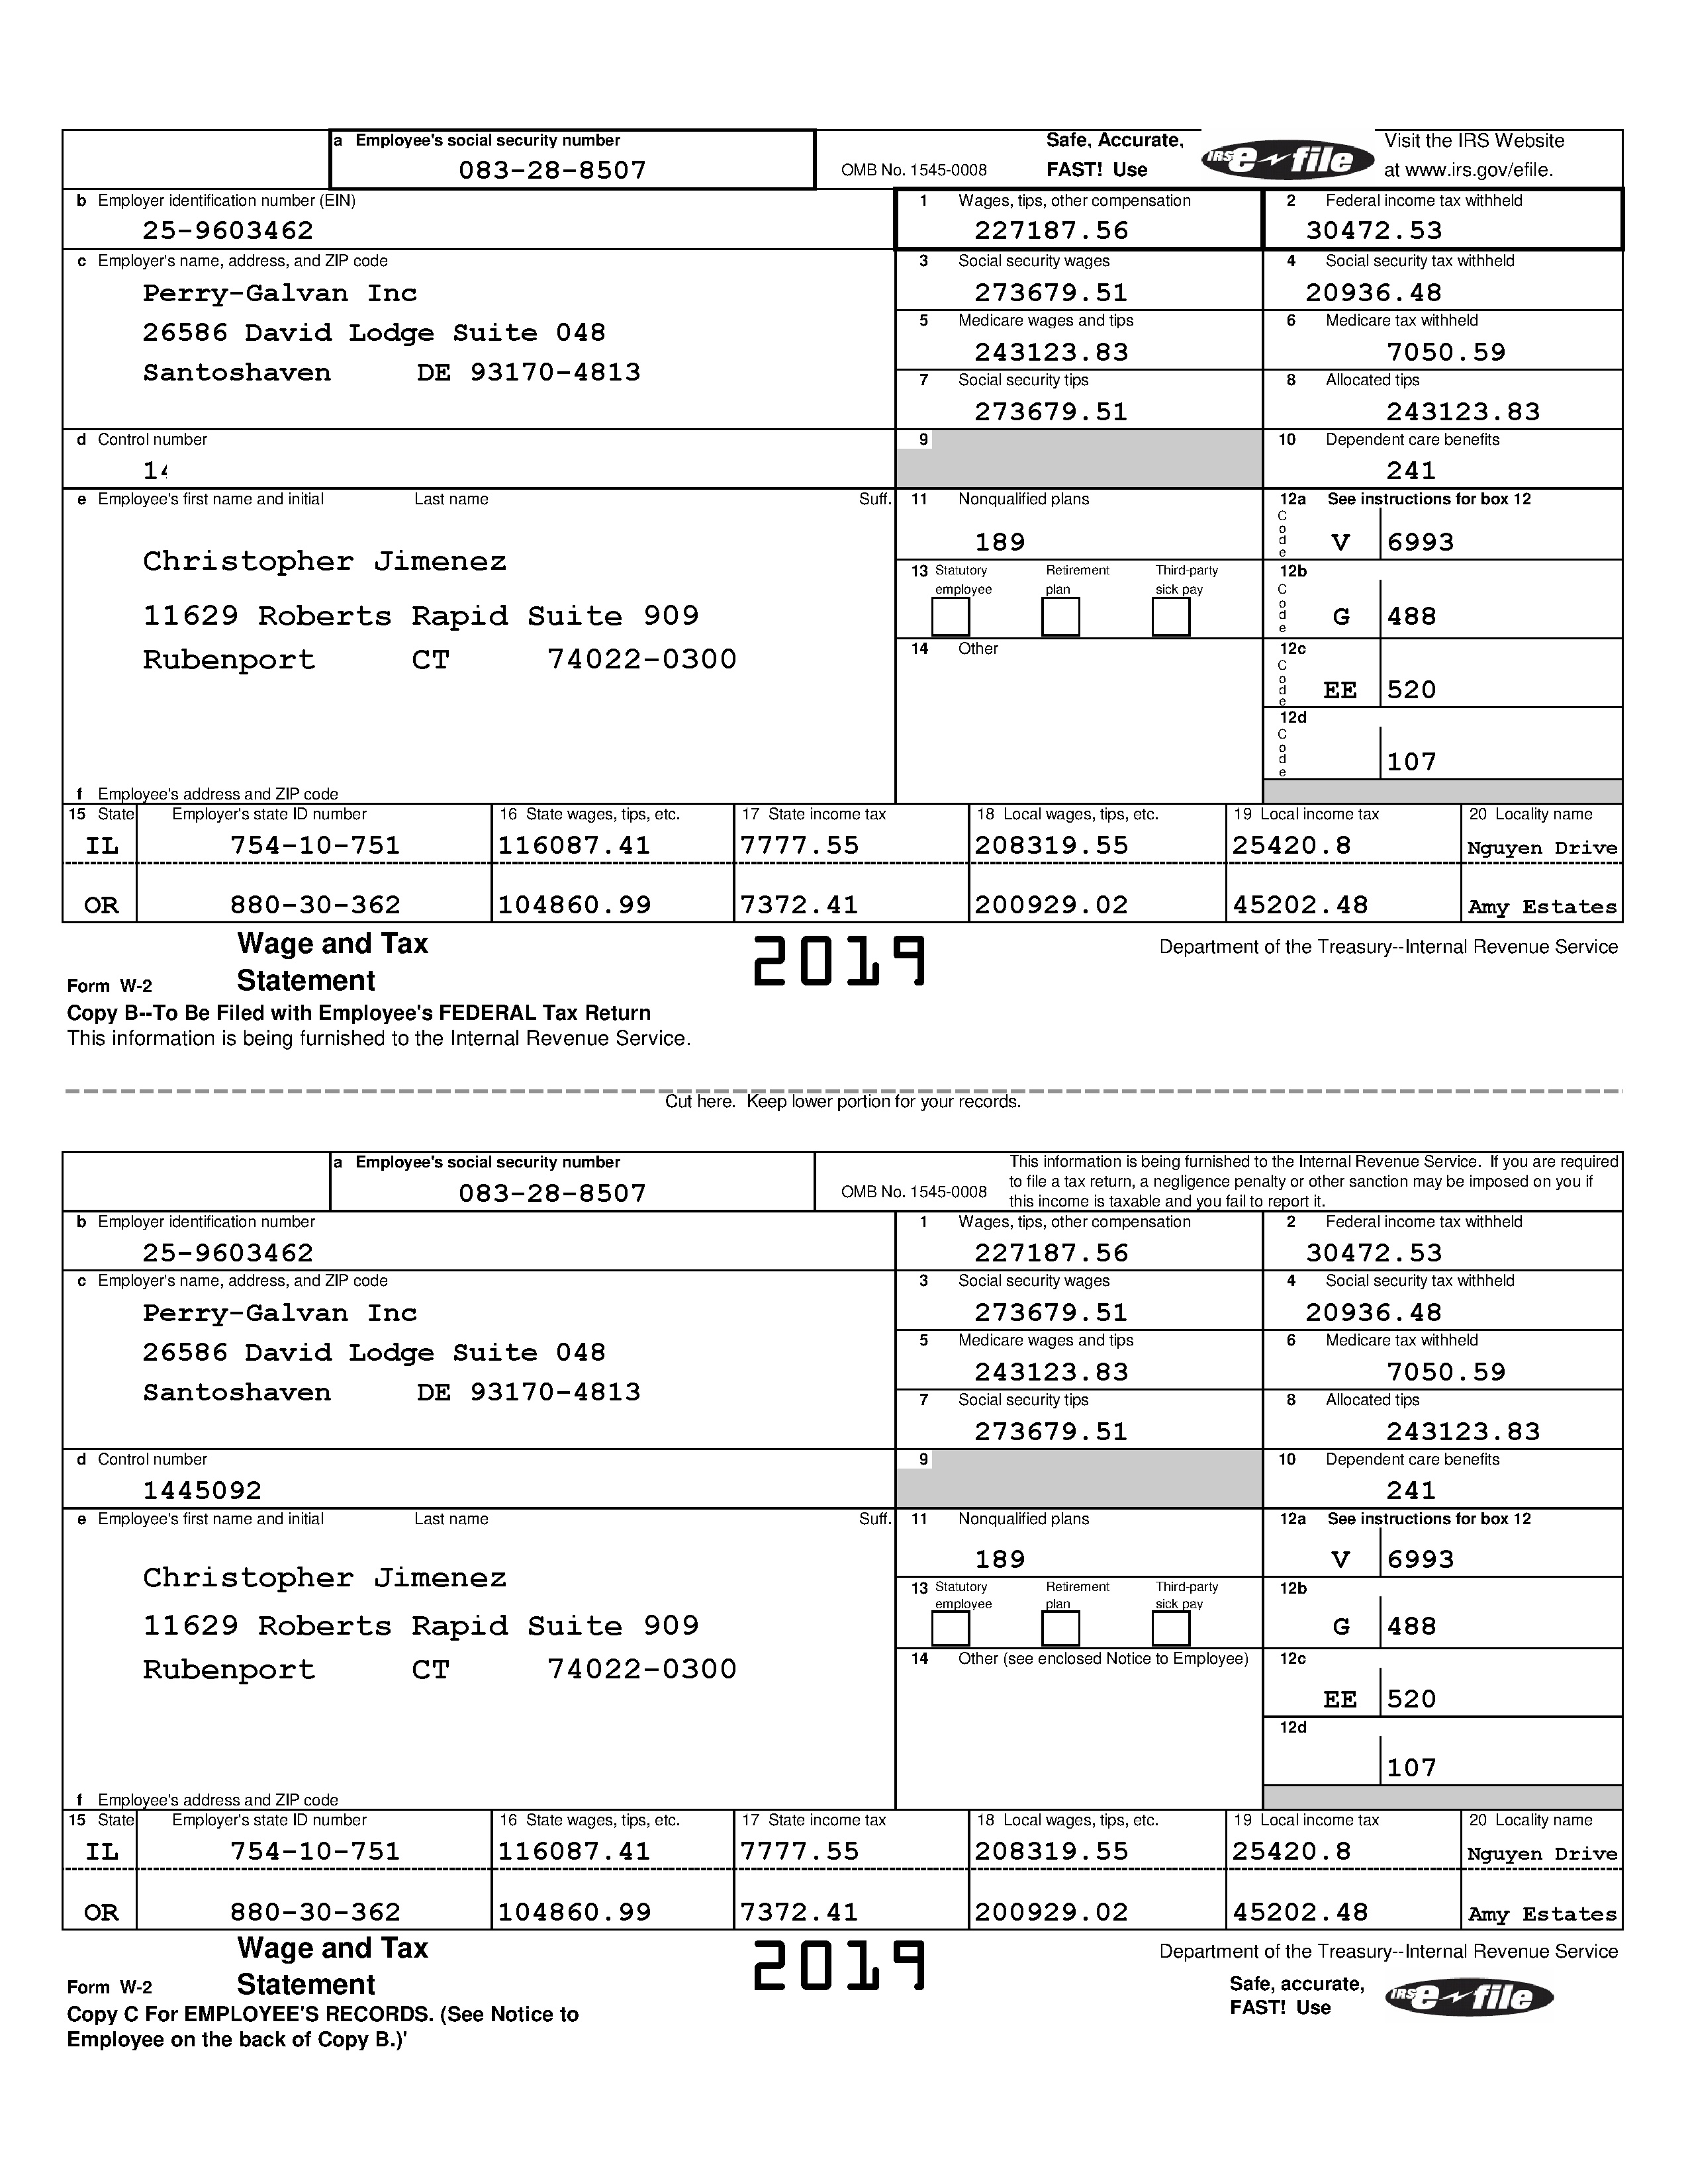 a Employee's social security number
083-28-8507
OMB No. 1545-0008
Safe, Accurate,
FAST! Use
IRS e-file
Visit the IRS Website
at www.irs.gov/efile.
b Employer identification number (EIN)
25-9603462
1 Wages, tips, other compensation
227187.56
2 Federal income tax withheld
30472.53
c Employer's name, address, and ZIP code
Perry-Galvan Inc
26586 David Lodge Suite 048
Santoshaven DE 93170-4813
3 Social security wages
273679.51
4 Social security tax withheld
20936.48
5 Medicare wages and tips
243123.83
6 Medicare tax withheld
7050.59
7 Social security tips
273679.51
8 Allocated tips
243123.83
d Control number
1
9
10 Dependent care benefits
241
e Employee's first name and initial Last name Suff.
Christopher Jimenez
11629 Roberts Rapid Suite 909
Rubenport CT 74022-0300
f Employee's address and ZIP code
11 Nonqualified plans
189
12a See instructions for box 12
Code V 6993
13 Statutory employee Retirement plan Third-party sick pay
12b
Code G 488
14 Other
12c
Code EE 520
12d
Code 107
15 State Employer's state ID number 16 State wages, tips, etc. 17 State income tax 18 Local wages, tips, etc. 19 Local income tax 20 Locality name
IL 754-10-751 116087.41 7777.55 208319.55 25420.8 Nguyen Drive
OR 880-30-362 104860.99 7372.41 200929.02 45202.48 Amy Estates
Form W-2 Wage and Tax Statement 2019 Department of the Treasury--Internal Revenue Service
Copy B--To Be Filed with Employee's FEDERAL Tax Return
This information is being furnished to the Internal Revenue Service.
Cut here. Keep lower portion for your records.
a Employee's social security number
083-28-8507
OMB No. 1545-0008
This information is being furnished to the Internal Revenue Service. If you are required
to file a tax return, a negligence penalty or other sanction may be imposed on you if
this income is taxable and you fail to report it.
b Employer identification number
25-9603462
1 Wages, tips, other compensation
227187.56
2 Federal income tax withheld
30472.53
c Employer's name, address, and ZIP code
Perry-Galvan Inc
26586 David Lodge Suite 048
Santoshaven DE 93170-4813
3 Social security wages
273679.51
4 Social security tax withheld
20936.48
5 Medicare wages and tips
243123.83
6 Medicare tax withheld
7050.59
7 Social security tips
273679.51
8 Allocated tips
243123.83
d Control number
1445092
9
10 Dependent care benefits
241
e Employee's first name and initial Last name Suff.
Christopher Jimenez
11629 Roberts Rapid Suite 909
Rubenport CT 74022-0300
f Employee's address and ZIP code
11 Nonqualified plans
189
12a See instructions for box 12
V 6993
13 Statutory employee Retirement plan Third-party sick pay
12b
G 488
14 Other (see enclosed Notice to Employee)
12c
EE 520
12d
107
15 State Employer's state ID number 16 State wages, tips, etc. 17 State income tax 18 Local wages, tips, etc. 19 Local income tax 20 Locality name
IL 754-10-751 116087.41 7777.55 208319.55 25420.8 Nguyen Drive
OR 880-30-362 104860.99 7372.41 200929.02 45202.48 Amy Estates
Form W-2 Wage and Tax Statement 2019 Department of the Treasury--Internal Revenue Service
Safe, accurate,
FAST! Use
IRS e-file
Copy C For EMPLOYEE'S RECORDS. (See Notice to
Employee on the back of Copy B.)'